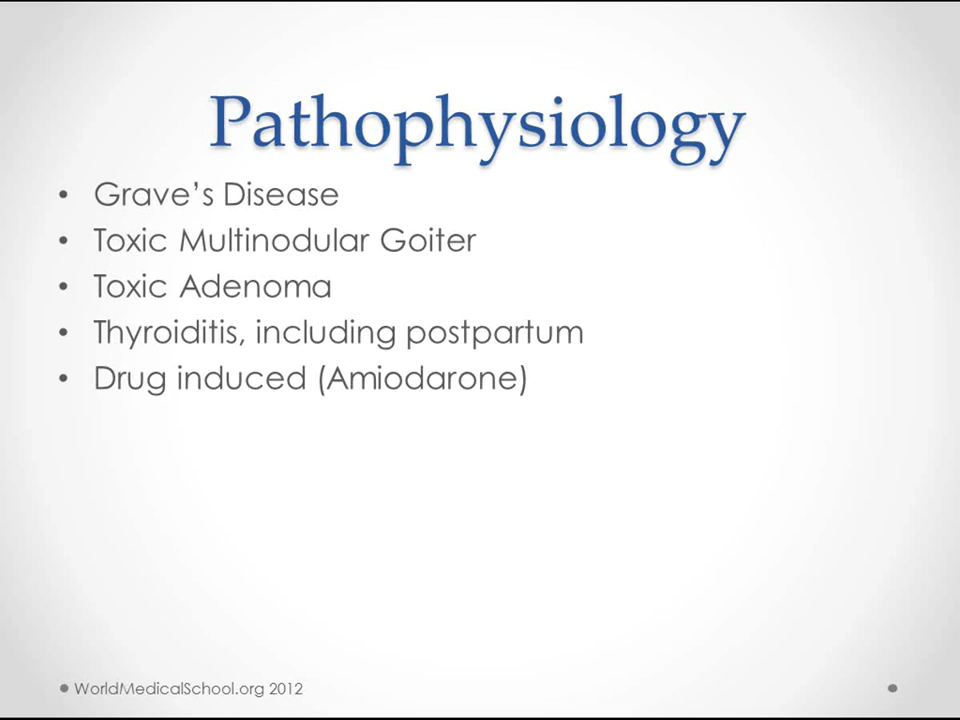 Pathophysiology
• Grave’s Disease
• Toxic Multinodular Goiter
• Toxic Adenoma
• Thyroiditis, including postpartum
• Drug induced (Amiodarone)
WorldMedicalSchool.org 2012